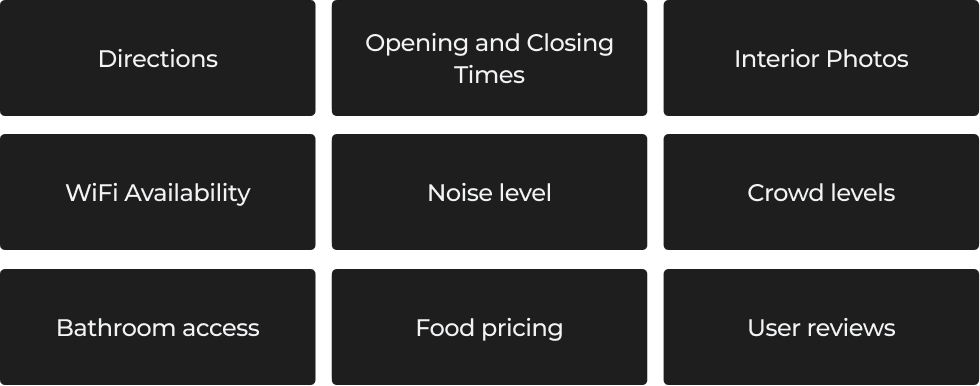 Directions
Opening and Closing
Times
Interior Photos
WiFi Availability
Noise level
Crowd levels
Bathroom access
Food pricing
User reviews